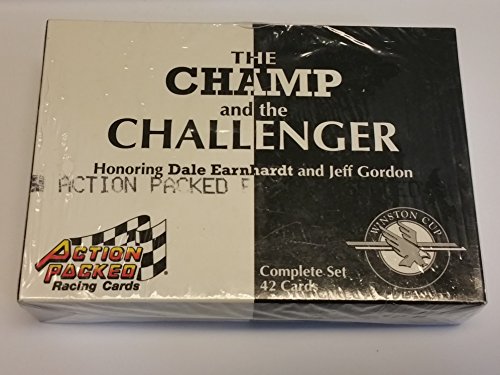 THE
CHAMP
and the
CHALLENGER
Honoring Dale Earnhardt and Jeff Gordon
ACTION PACKED
ACTION
PACKED
®
Racing Cards
WINSTON CUP
Complete Set
42 Cards